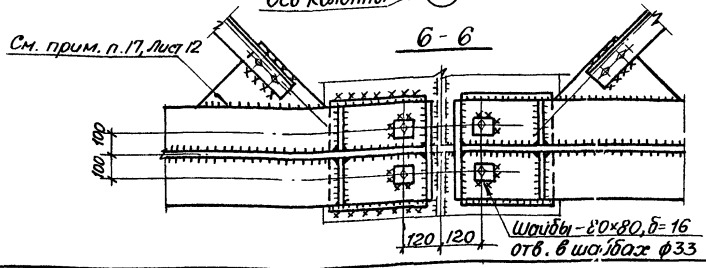 Ось колонны
См. прим. п.17, Лист 12
6-6
100
100
120
120
Шайбы-80×80, δ=16
отв. в шайбах ф33